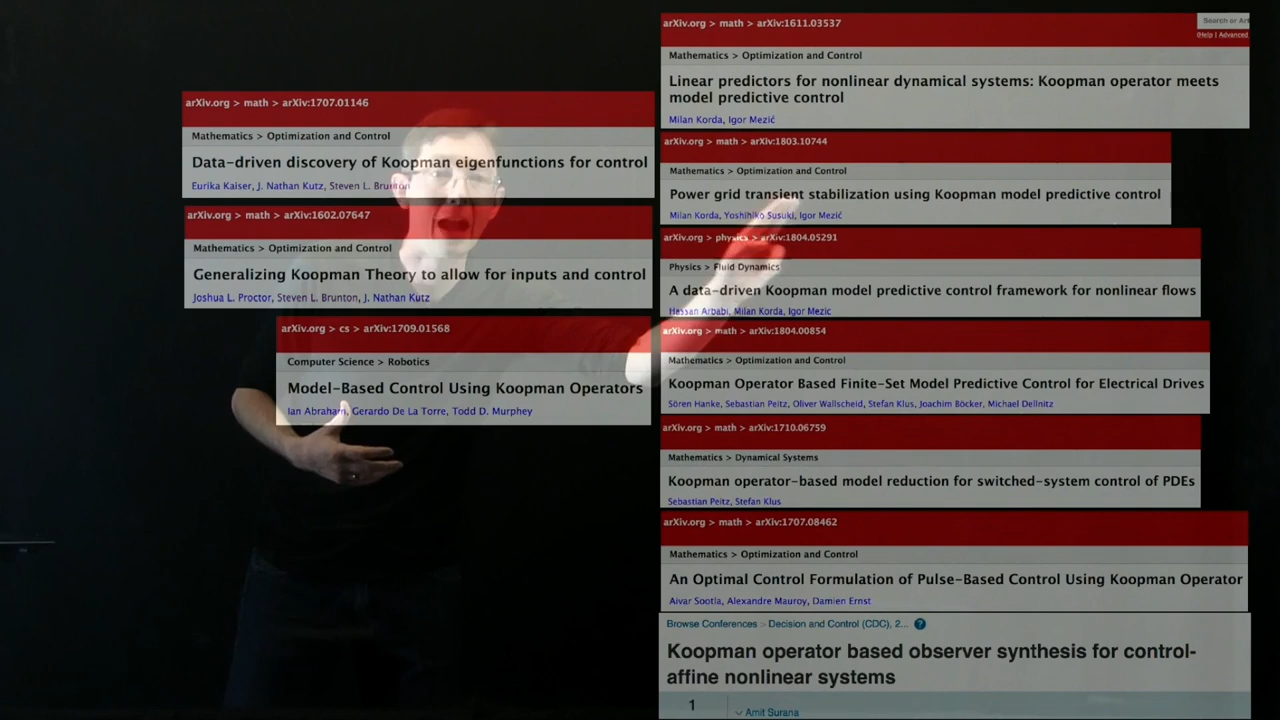 arXiv.org > math > arXiv:1707.01146
Mathematics > Optimization and Control
Data-driven discovery of Koopman eigenfunctions for control
Eurika Kaiser, J. Nathan Kutz, Steven L. Brunton
arXiv.org > math > arXiv:1602.07647
Mathematics > Optimization and Control
Generalizing Koopman Theory to allow for inputs and control
Joshua L. Proctor, Steven L. Brunton, J. Nathan Kutz
arXiv.org > cs > arXiv:1709.01568
Computer Science > Robotics
Model-Based Control Using Koopman Operators
Ian Abraham, Gerardo De La Torre, Todd D. Murphey
arXiv.org > math > arXiv:1611.03537
Search or Art
(Help | Advanced
Mathematics > Optimization and Control
Linear predictors for nonlinear dynamical systems: Koopman operator meets
model predictive control
Milan Korda, Igor Mezić
arXiv.org > math > arXiv:1803.10744
Mathematics > Optimization and Control
Power grid transient stabilization using Koopman model predictive control
Milan Korda, Yoshihiko Susuki, Igor Mezić
arXiv.org > physics > arXiv:1804.05291
Physics > Fluid Dynamics
A data-driven Koopman model predictive control framework for nonlinear flows
Hassan Arbabi, Milan Korda, Igor Mezic
arXiv.org > math > arXiv:1804.00854
Mathematics > Optimization and Control
Koopman Operator Based Finite-Set Model Predictive Control for Electrical Drives
Sören Hanke, Sebastian Peitz, Oliver Wallscheid, Stefan Klus, Joachim Böcker, Michael Dellnitz
arXiv.org > math > arXiv:1710.06759
Mathematics > Dynamical Systems
Koopman operator-based model reduction for switched-system control of PDEs
Sebastian Peitz, Stefan Klus
arXiv.org > math > arXiv:1707.08462
Mathematics > Optimization and Control
An Optimal Control Formulation of Pulse-Based Control Using Koopman Operator
Aivar Sootla, Alexandre Mauroy, Damien Ernst
Browse Conferences > Decision and Control (CDC), 2... ?
Koopman operator based observer synthesis for control-
affine nonlinear systems
1
Amit Surana